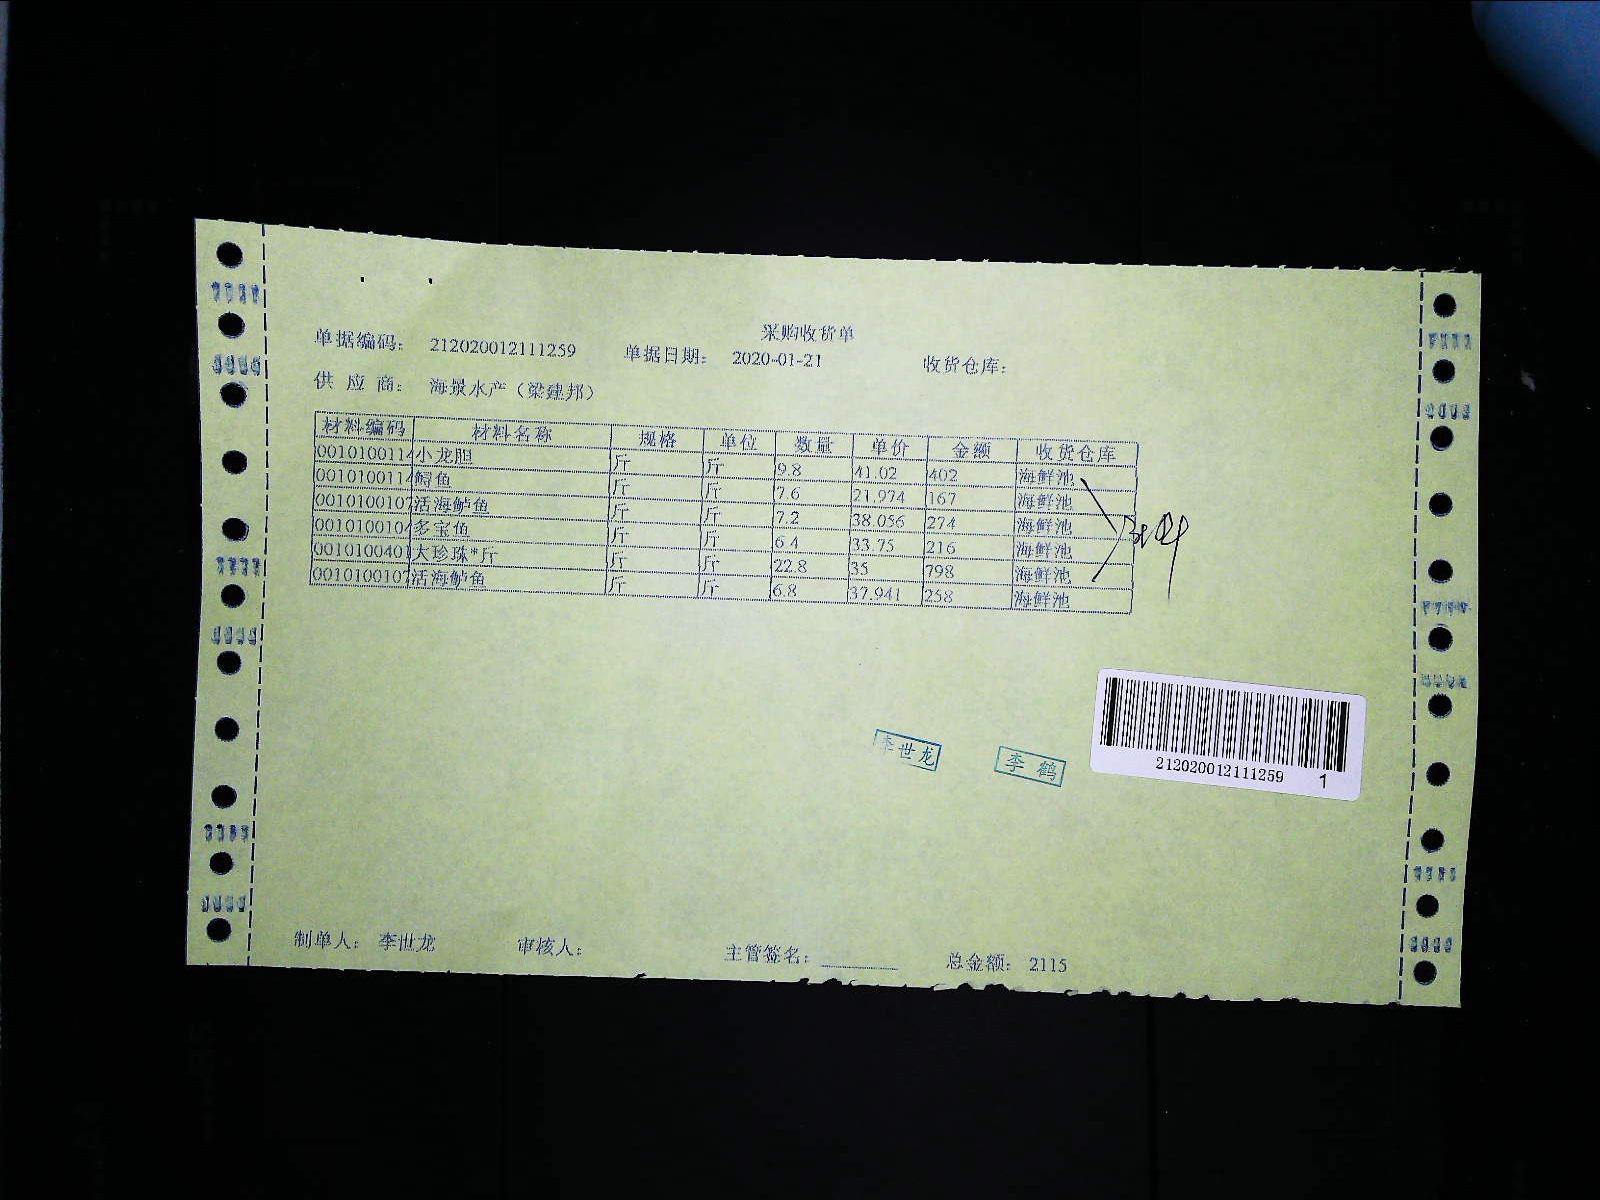 采购收货单
单据编码: 212020012111259 单据日期: 2020-01-21 收货仓库:
供 应 商: 海景水产（梁建邦）
材料编码 材料名称 规格 单位 数量 单价 金额 收货仓库
0010100114 小龙胆 斤 斤 9.8 41.02 402 海鲜池
0010100114 鲟鱼 斤 斤 7.6 21.974 167 海鲜池
0010100107 活海鲈鱼 斤 斤 7.2 38.056 274 海鲜池
0010100104 多宝鱼 斤 斤 6.4 33.75 216 海鲜池
0010100401 大珍珠*斤 斤 斤 22.8 35 798 海鲜池
0010100107 活海鲈鱼 斤 斤 6.8 37.941 258 海鲜池
李世龙 李鹤
212020012111259 1
制单人: 李世龙 审核人: 主管签名: 总金额: 2115